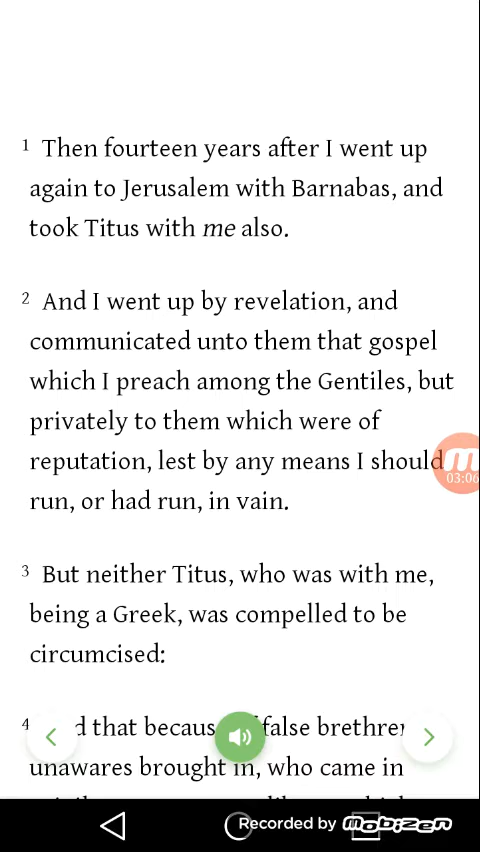 1 Then fourteen years after I went up
again to Jerusalem with Barnabas, and
took Titus with me also.
2 And I went up by revelation, and
communicated unto them that gospel
which I preach among the Gentiles, but
privately to them which were of
reputation, lest by any means I should
run, or had run, in vain.
03:06
3 But neither Titus, who was with me,
being a Greek, was compelled to be
circumcised:
4 that false
unawares brought in, who came in
Recorded by Mobizen